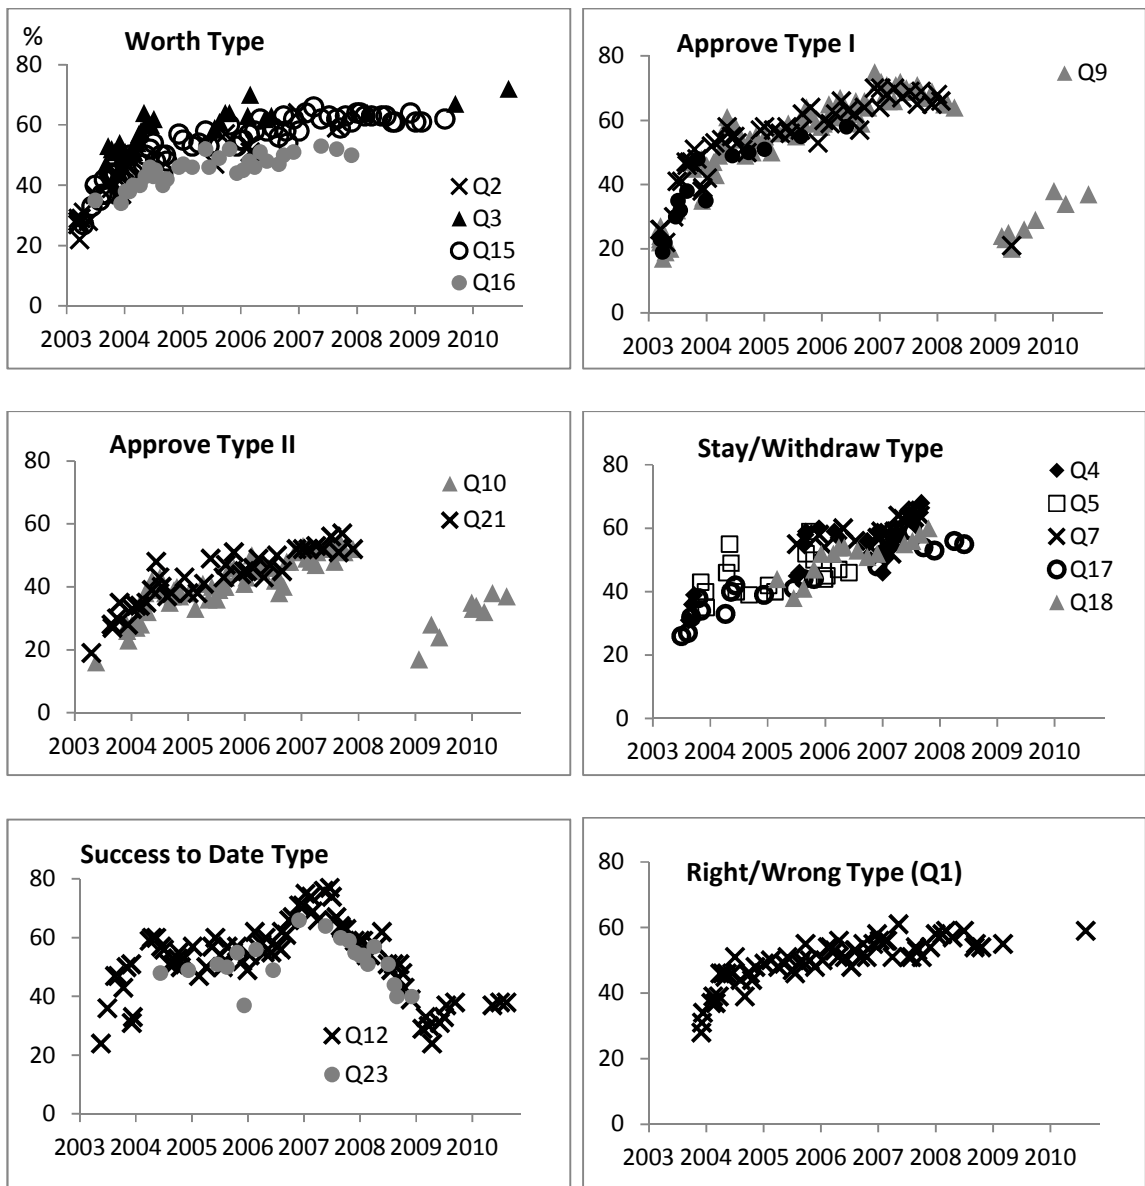 Worth Type
%
80
60
40
20
0
2003 2004 2005 2006 2007 2008 2009 2010
Q2
Q3
Q15
Q16
Approve Type I
80
60
40
20
0
2003 2004 2005 2006 2007 2008 2009 2010
Q9
Approve Type II
80
60
40
20
0
2003 2004 2005 2006 2007 2008 2009 2010
Q10
Q21
Stay/Withdraw Type
80
60
40
20
0
2003 2004 2005 2006 2007 2008 2009 2010
Q4
Q5
Q7
Q17
Q18
Success to Date Type
80
60
40
20
0
2003 2004 2005 2006 2007 2008 2009 2010
Q12
Q23
Right/Wrong Type (Q1)
80
60
40
20
0
2003 2004 2005 2006 2007 2008 2009 2010